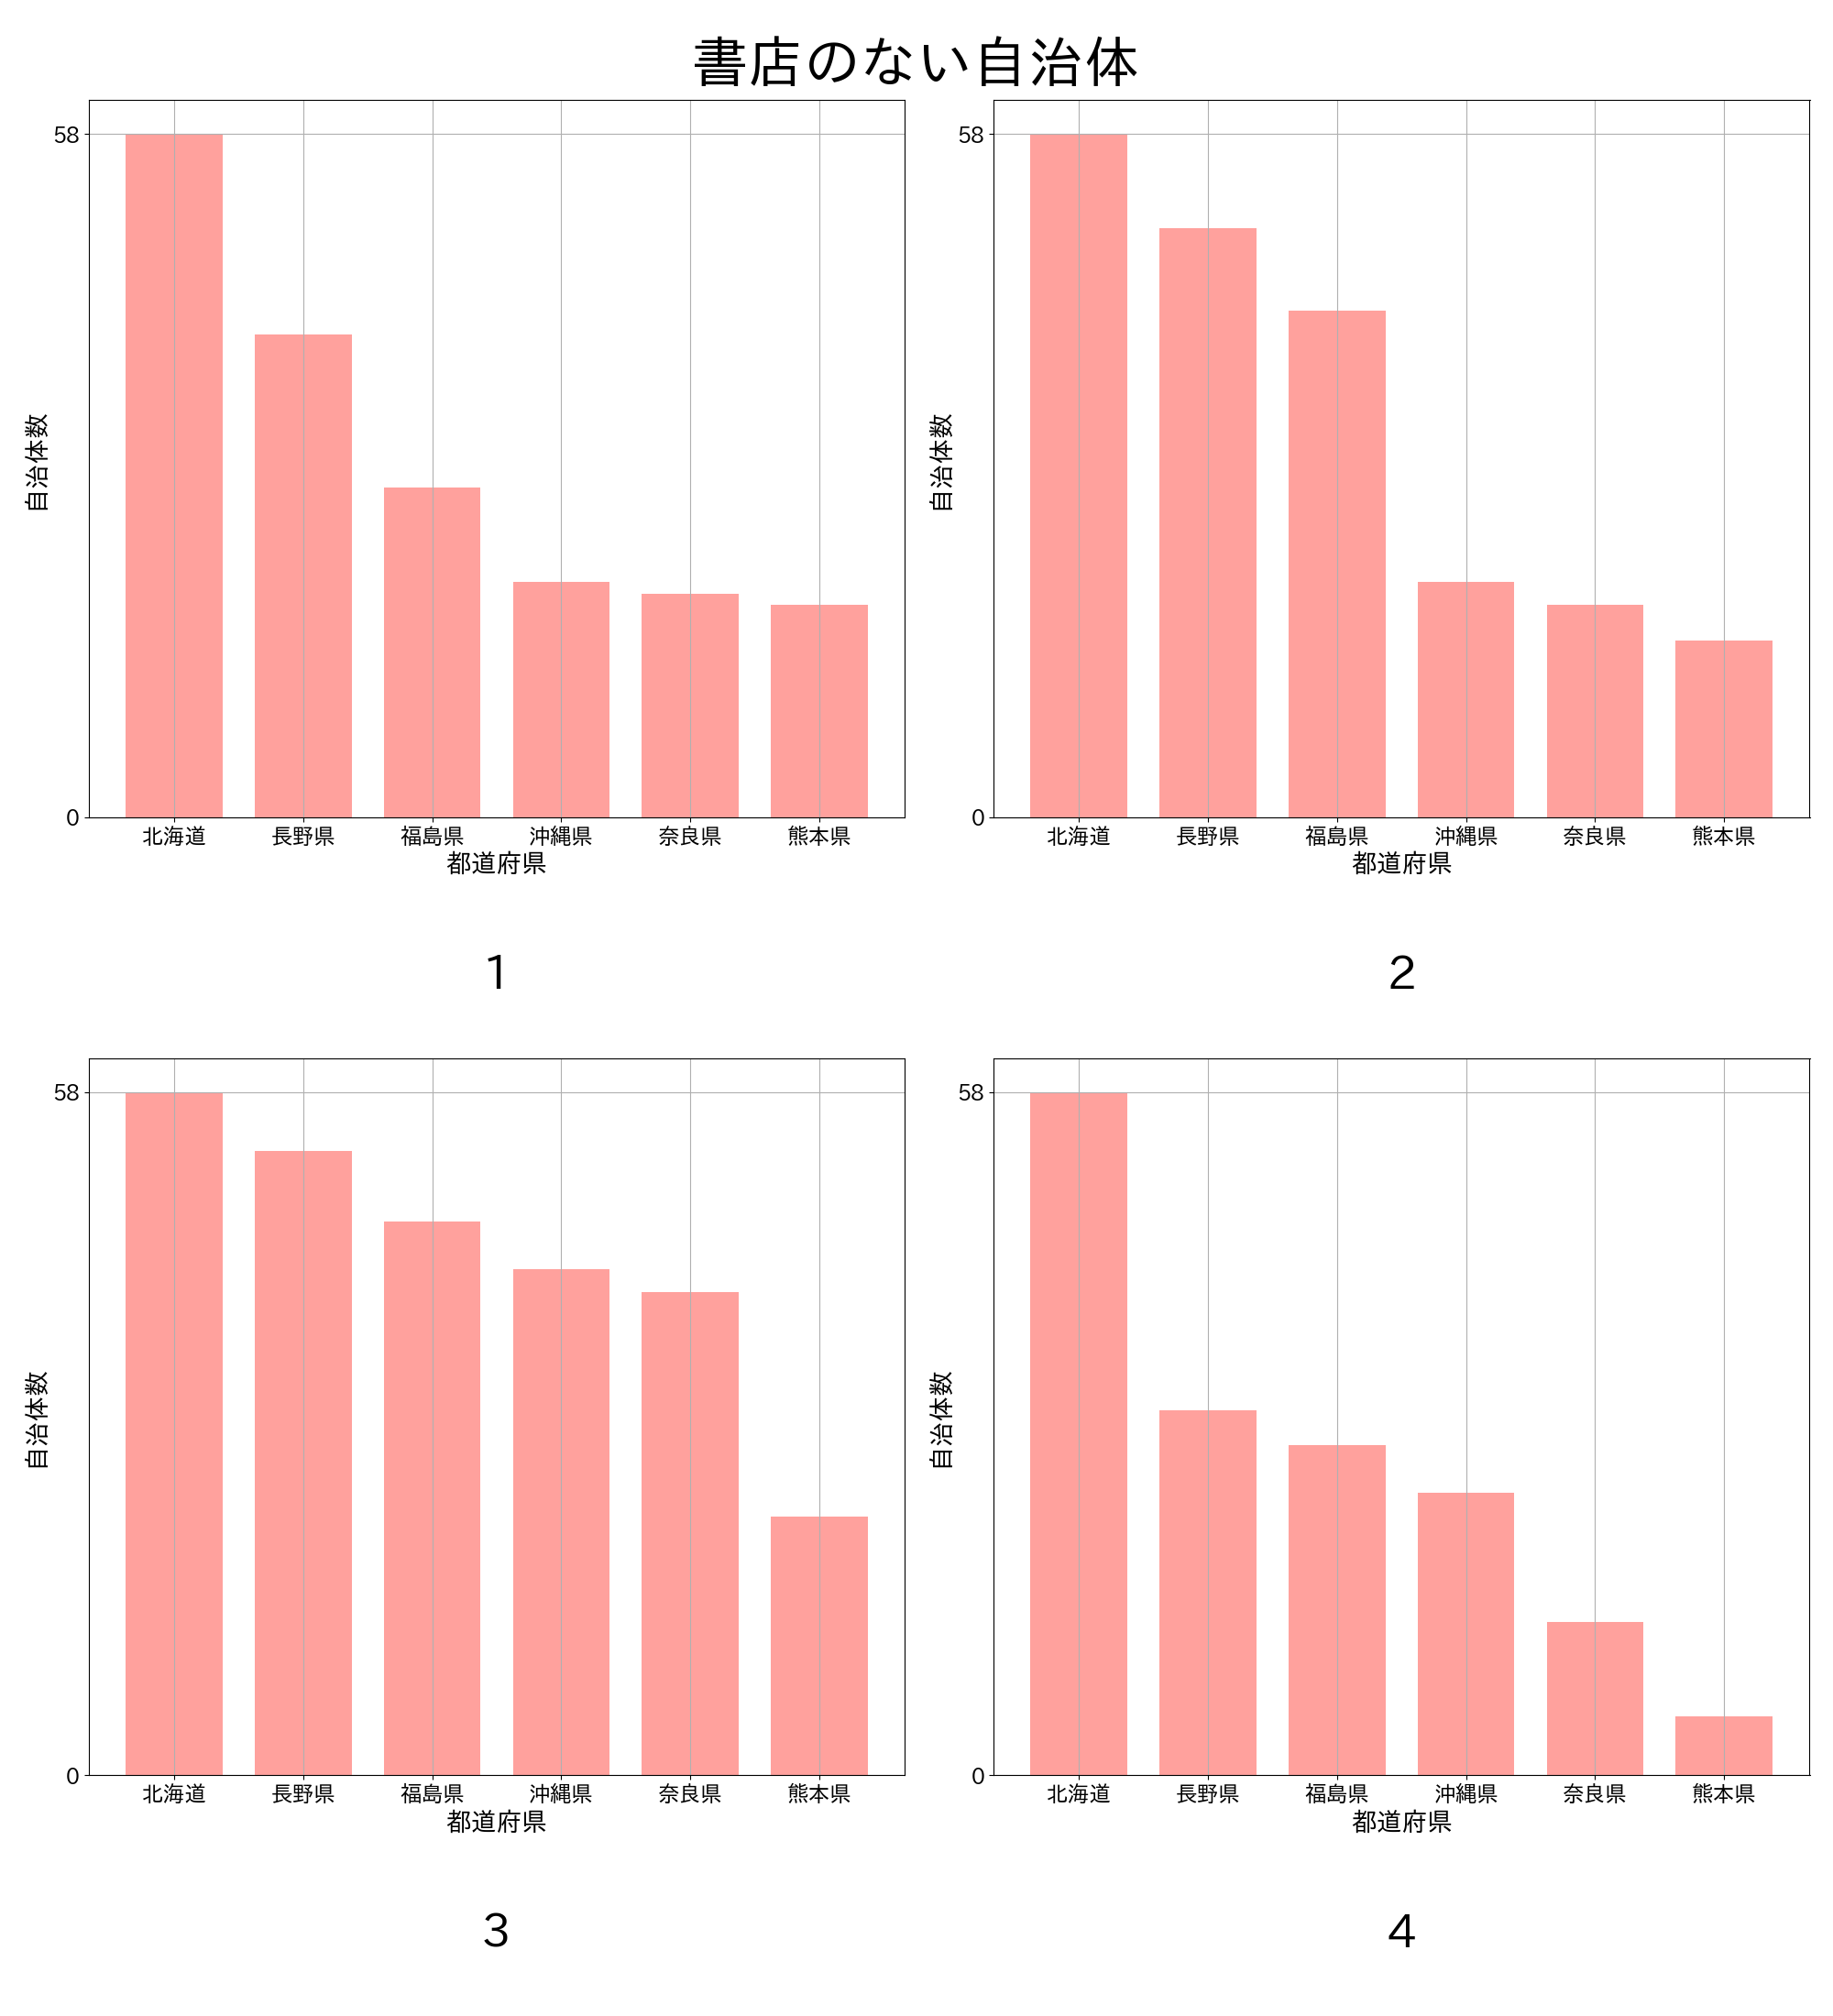 書店のない自治体
58
0
自治体数
北海道 長野県 福島県 沖縄県 奈良県 熊本県
都道府県
1
58
0
自治体数
北海道 長野県 福島県 沖縄県 奈良県 熊本県
都道府県
2
58
0
自治体数
北海道 長野県 福島県 沖縄県 奈良県 熊本県
都道府県
3
58
0
自治体数
北海道 長野県 福島県 沖縄県 奈良県 熊本県
都道府県
4